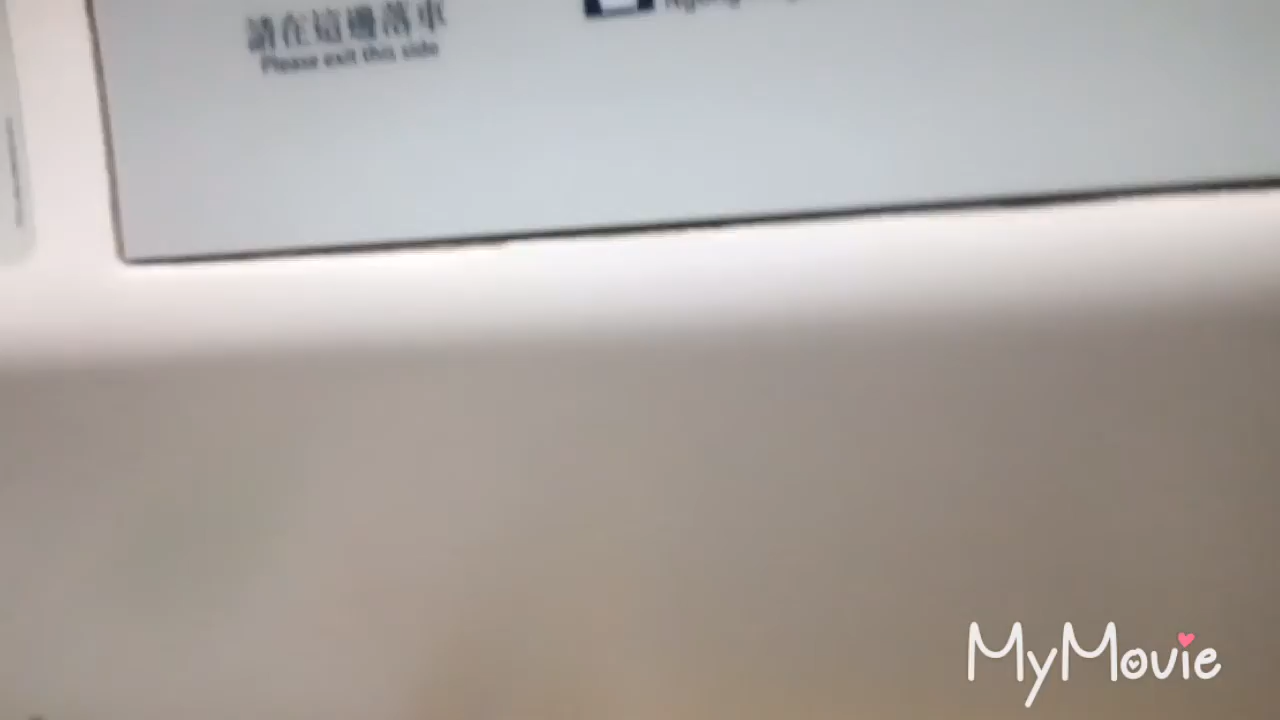 請在這邊落車
Please exit this side
MyMovie